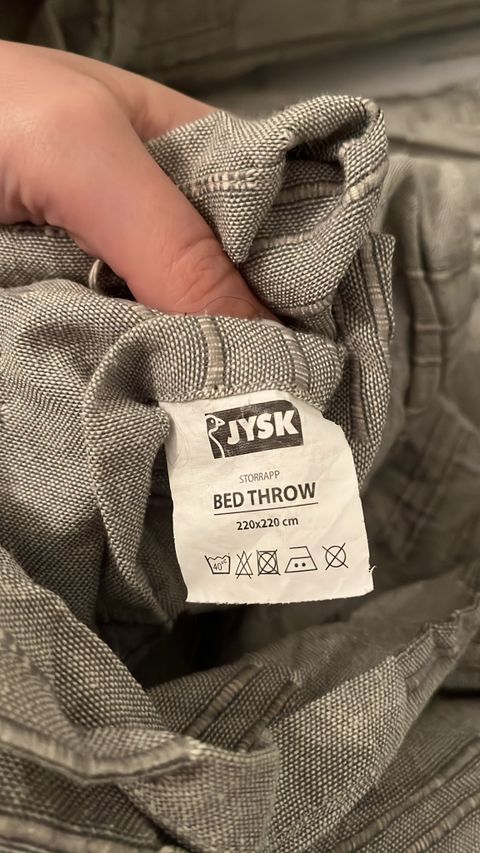 JYSK
STORRAPP
BED THROW
220x220 cm
40°